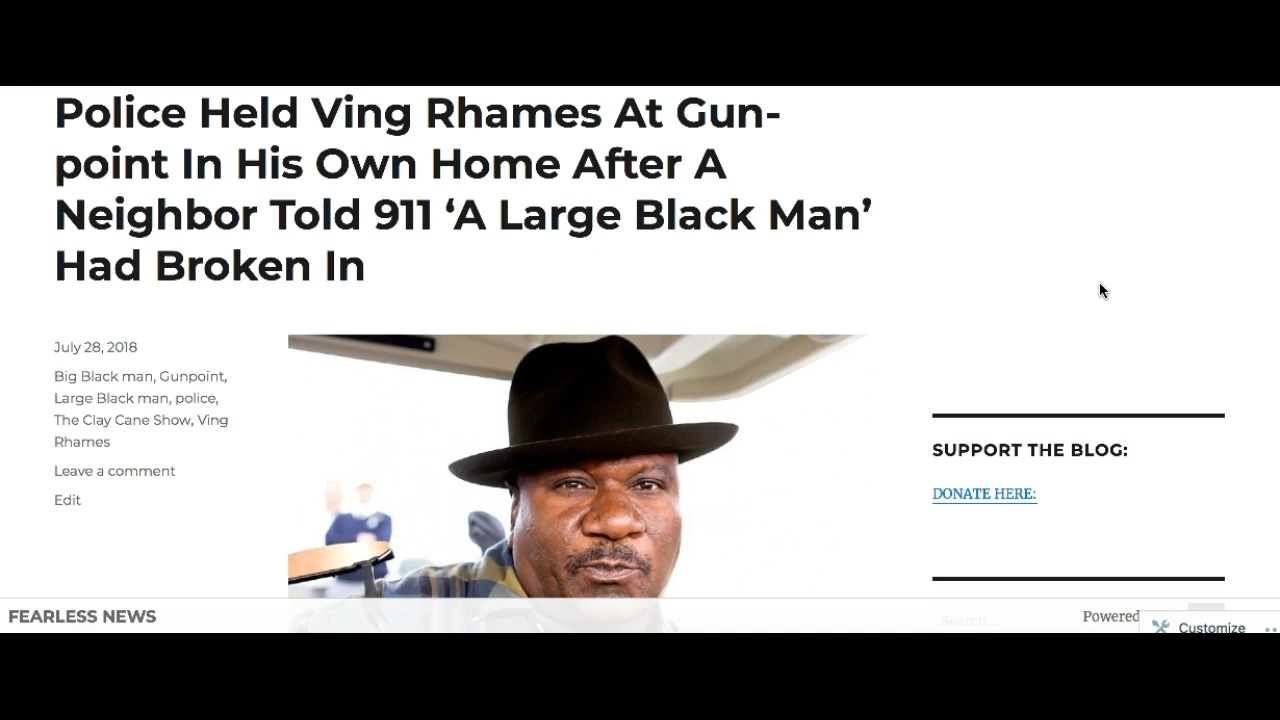 Police Held Ving Rhames At Gun-
point In His Own Home After A
Neighbor Told 911 ‘A Large Black Man’
Had Broken In
July 28, 2018
Big Black man, Gunpoint,
Large Black man, police,
The Clay Cane Show, Ving
Rhames
Leave a comment
Edit
SUPPORT THE BLOG:
DONATE HERE:
Search …
FEARLESS NEWS
Powered
Customize